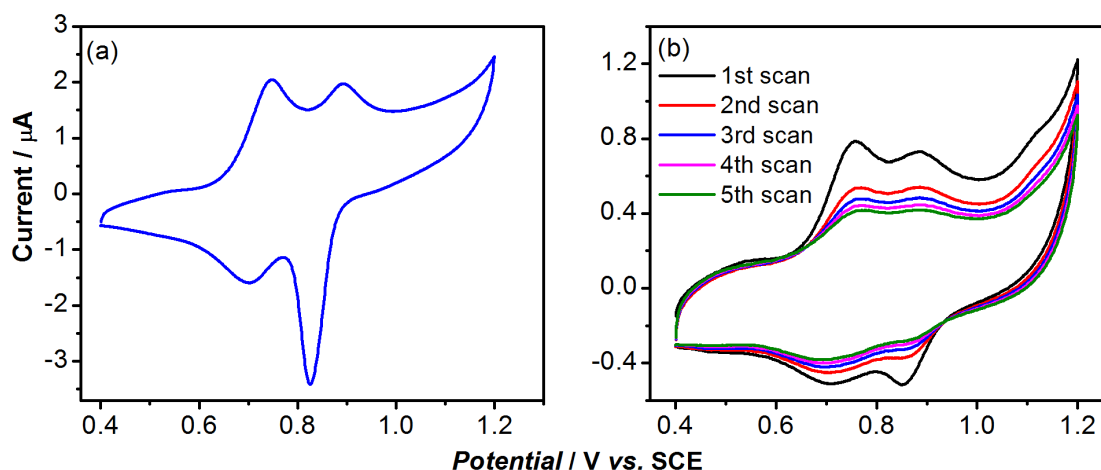 (a)
3
2
1
0
-1
-2
-3
0.4 0.6 0.8 1.0 1.2
Current / μA
(b)
1st scan
2nd scan
3rd scan
4th scan
5th scan
1.2
0.8
0.4
0.0
-0.4
0.4 0.6 0.8 1.0 1.2
Potential / V vs. SCE